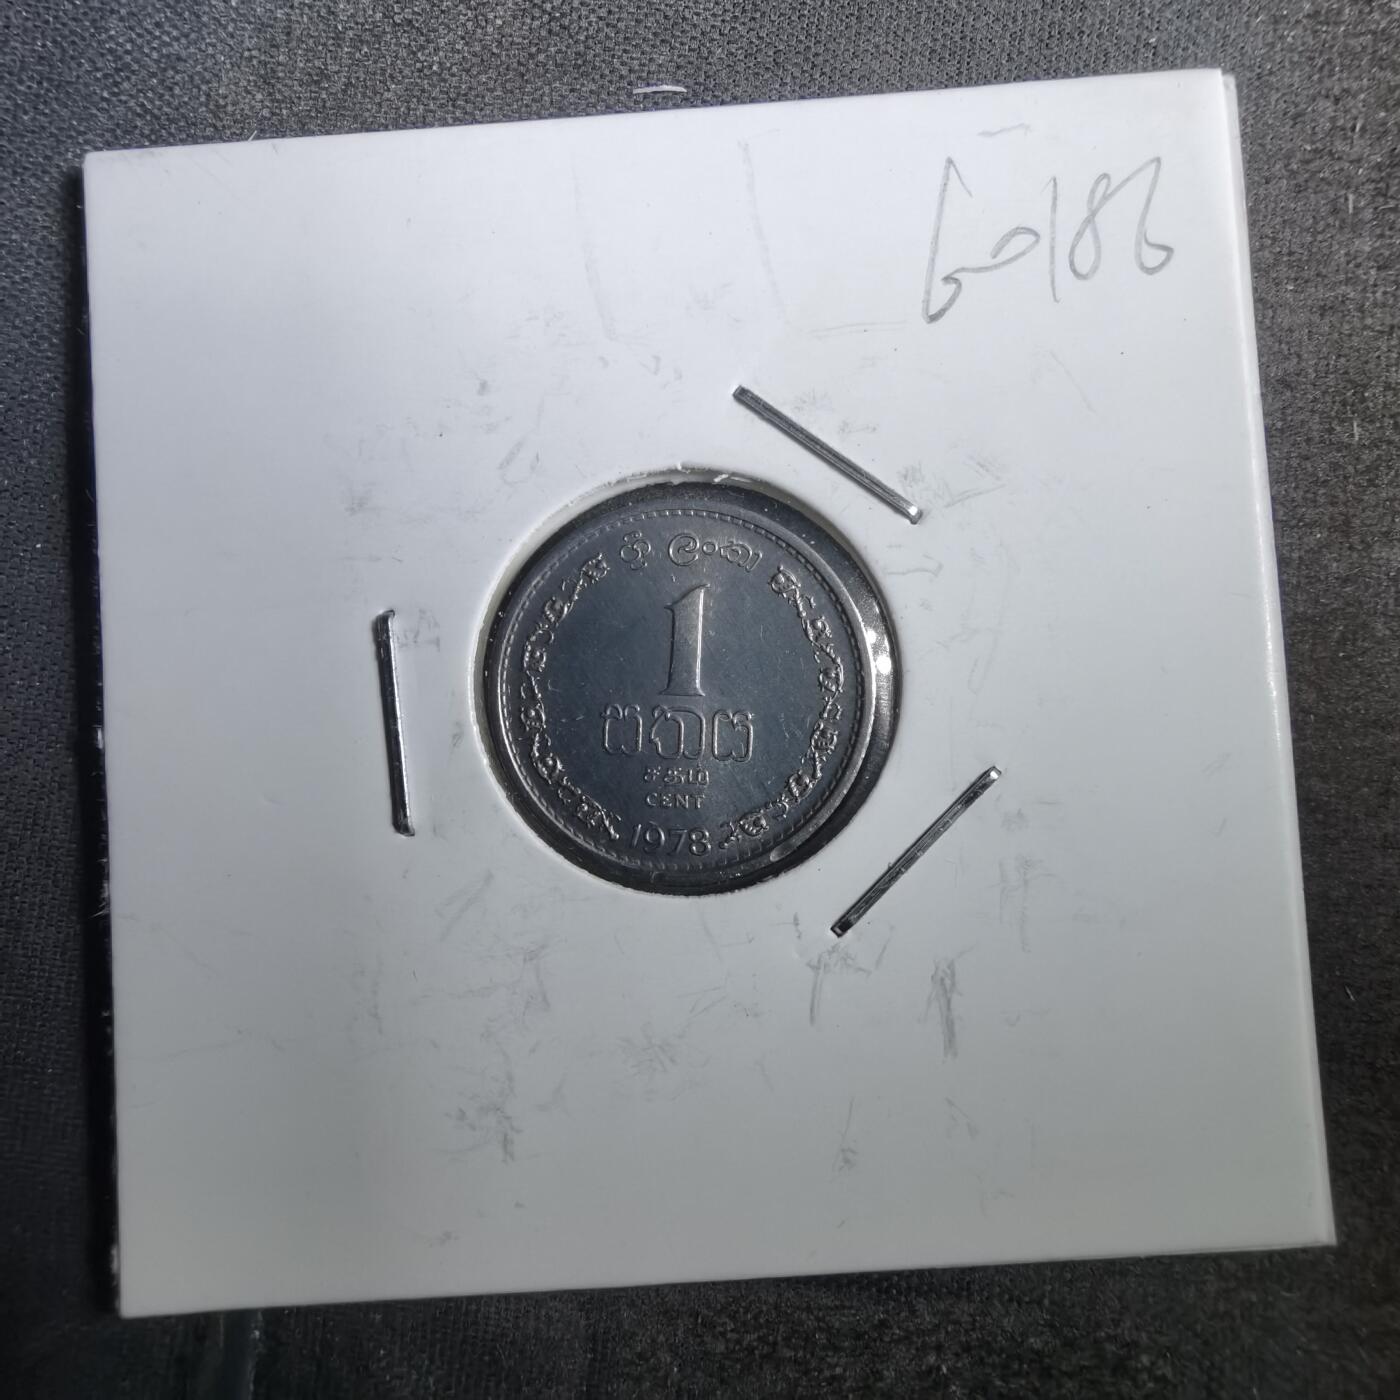 ශ්‍රී ලංකා
1
සතය
சதம்
CENT
1978